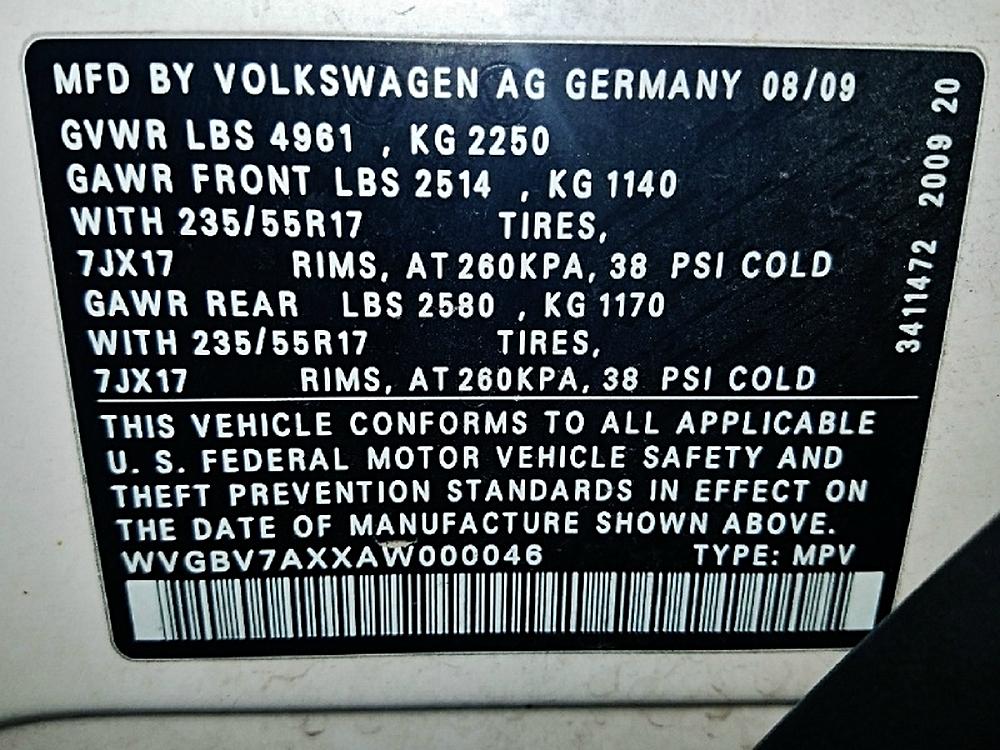 MFD BY VOLKSWAGEN AG GERMANY 08/09
GVWR LBS 4961 , KG 2250
GAWR FRONT LBS 2514 , KG 1140
WITH 235/55R17 TIRES,
7JX17 RIMS, AT 260KPA, 38 PSI COLD
GAWR REAR LBS 2580 , KG 1170
WITH 235/55R17 TIRES,
7JX17 RIMS, AT 260KPA, 38 PSI COLD
THIS VEHICLE CONFORMS TO ALL APPLICABLE
U. S. FEDERAL MOTOR VEHICLE SAFETY AND
THEFT PREVENTION STANDARDS IN EFFECT ON
THE DATE OF MANUFACTURE SHOWN ABOVE.
WVGBV7AXXAW000046 TYPE: MPV
3411472 2009 20